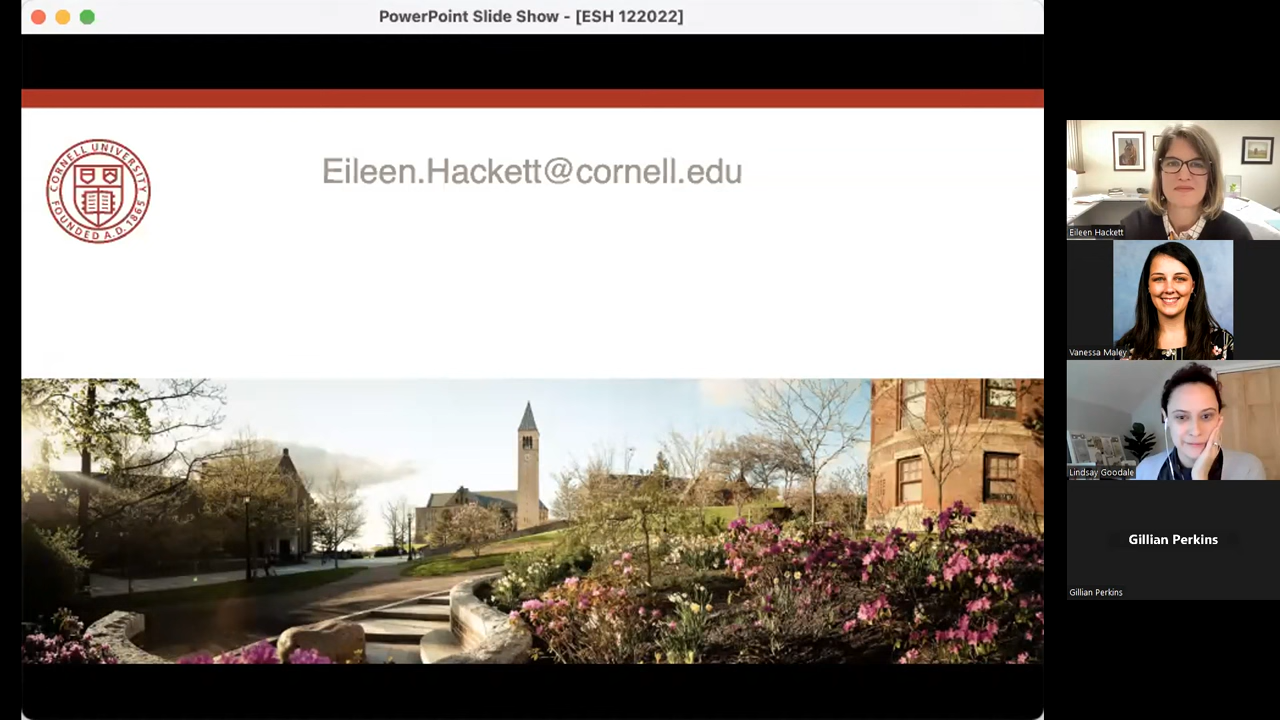 PowerPoint Slide Show - [ESH 122022]
CORNELL UNIVERSITY
FOUNDED A.D. 1865
Eileen.Hackett@cornell.edu
Eileen Hackett
Vanessa Maley
Lindsay Goodale
Gillian Perkins
Gillian Perkins